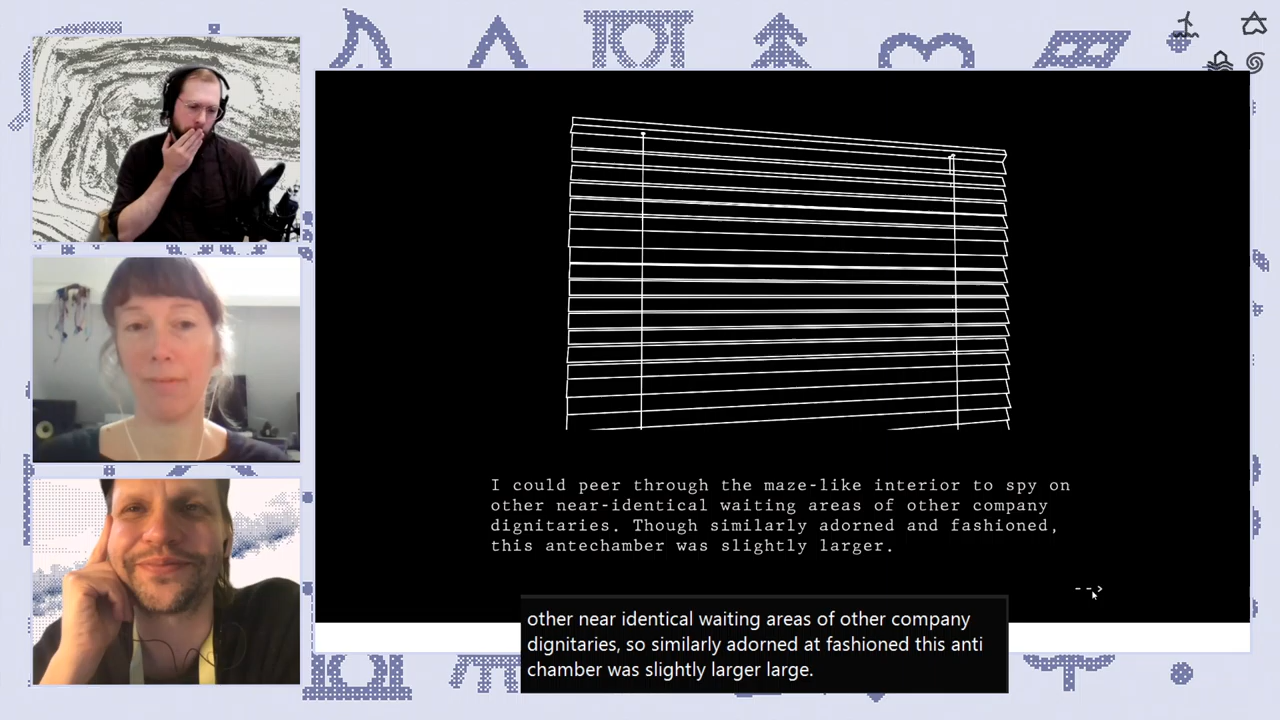 I could peer through the maze-like interior to spy on
other near-identical waiting areas of other company
dignitaries. Though similarly adorned and fashioned,
this antechamber was slightly larger.
-->
other near identical waiting areas of other company
dignitaries, so similarly adorned at fashioned this anti
chamber was slightly larger large.